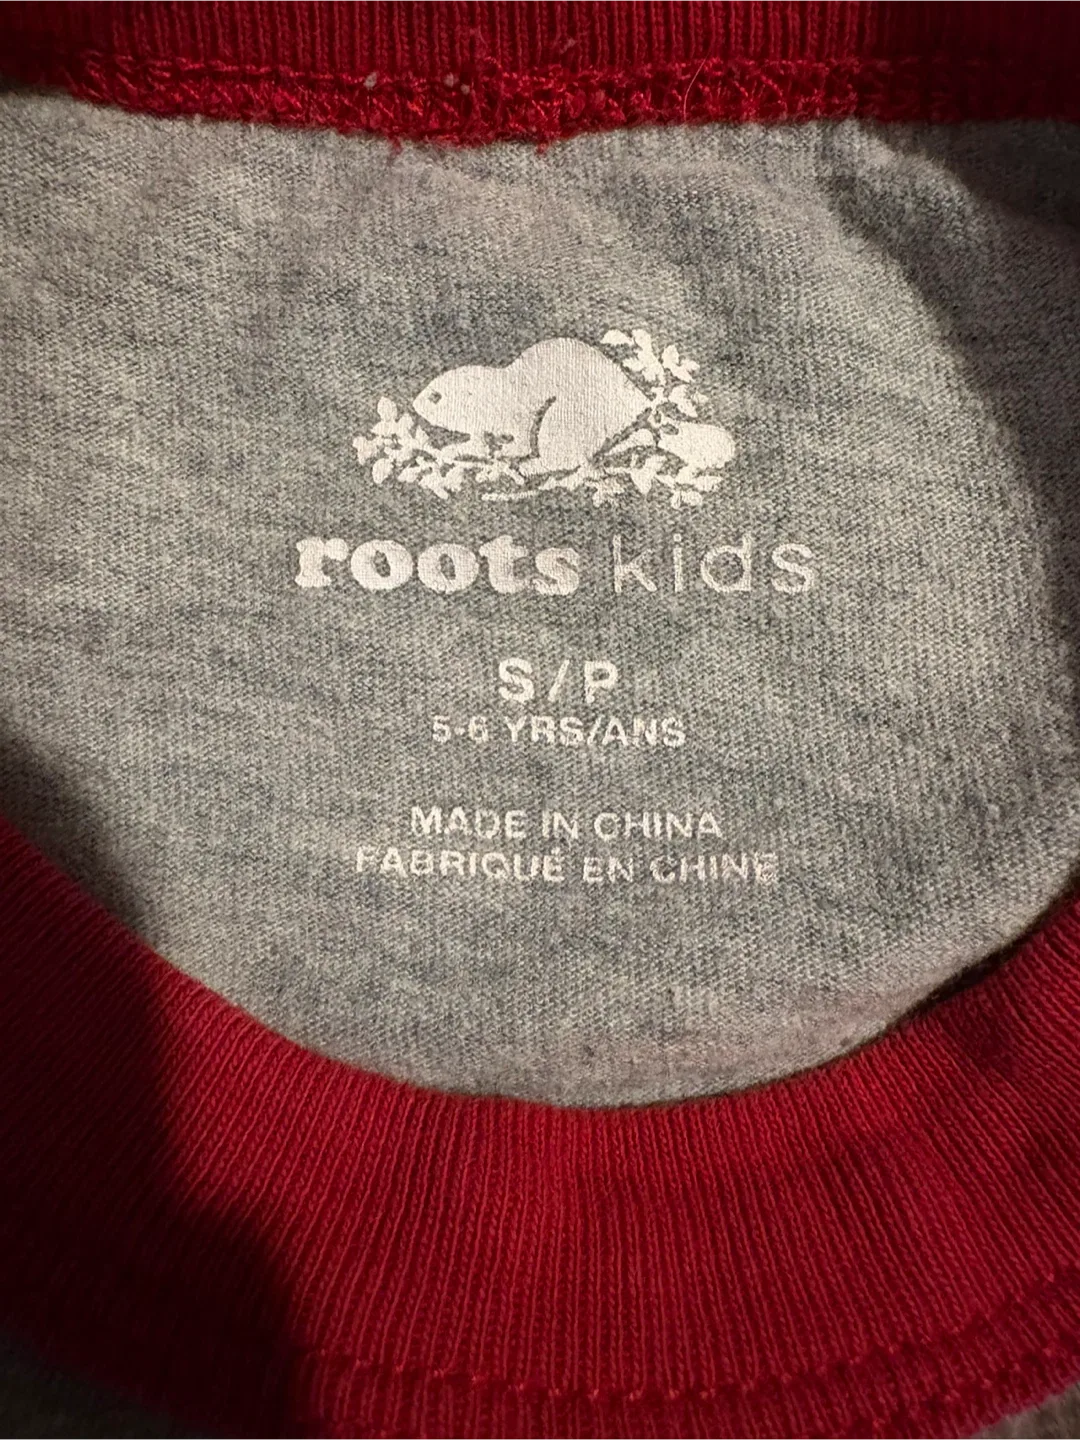 roots kids
S/P
5-6 YRS/ANS
MADE IN CHINA
FABRIQUÉ EN CHINE